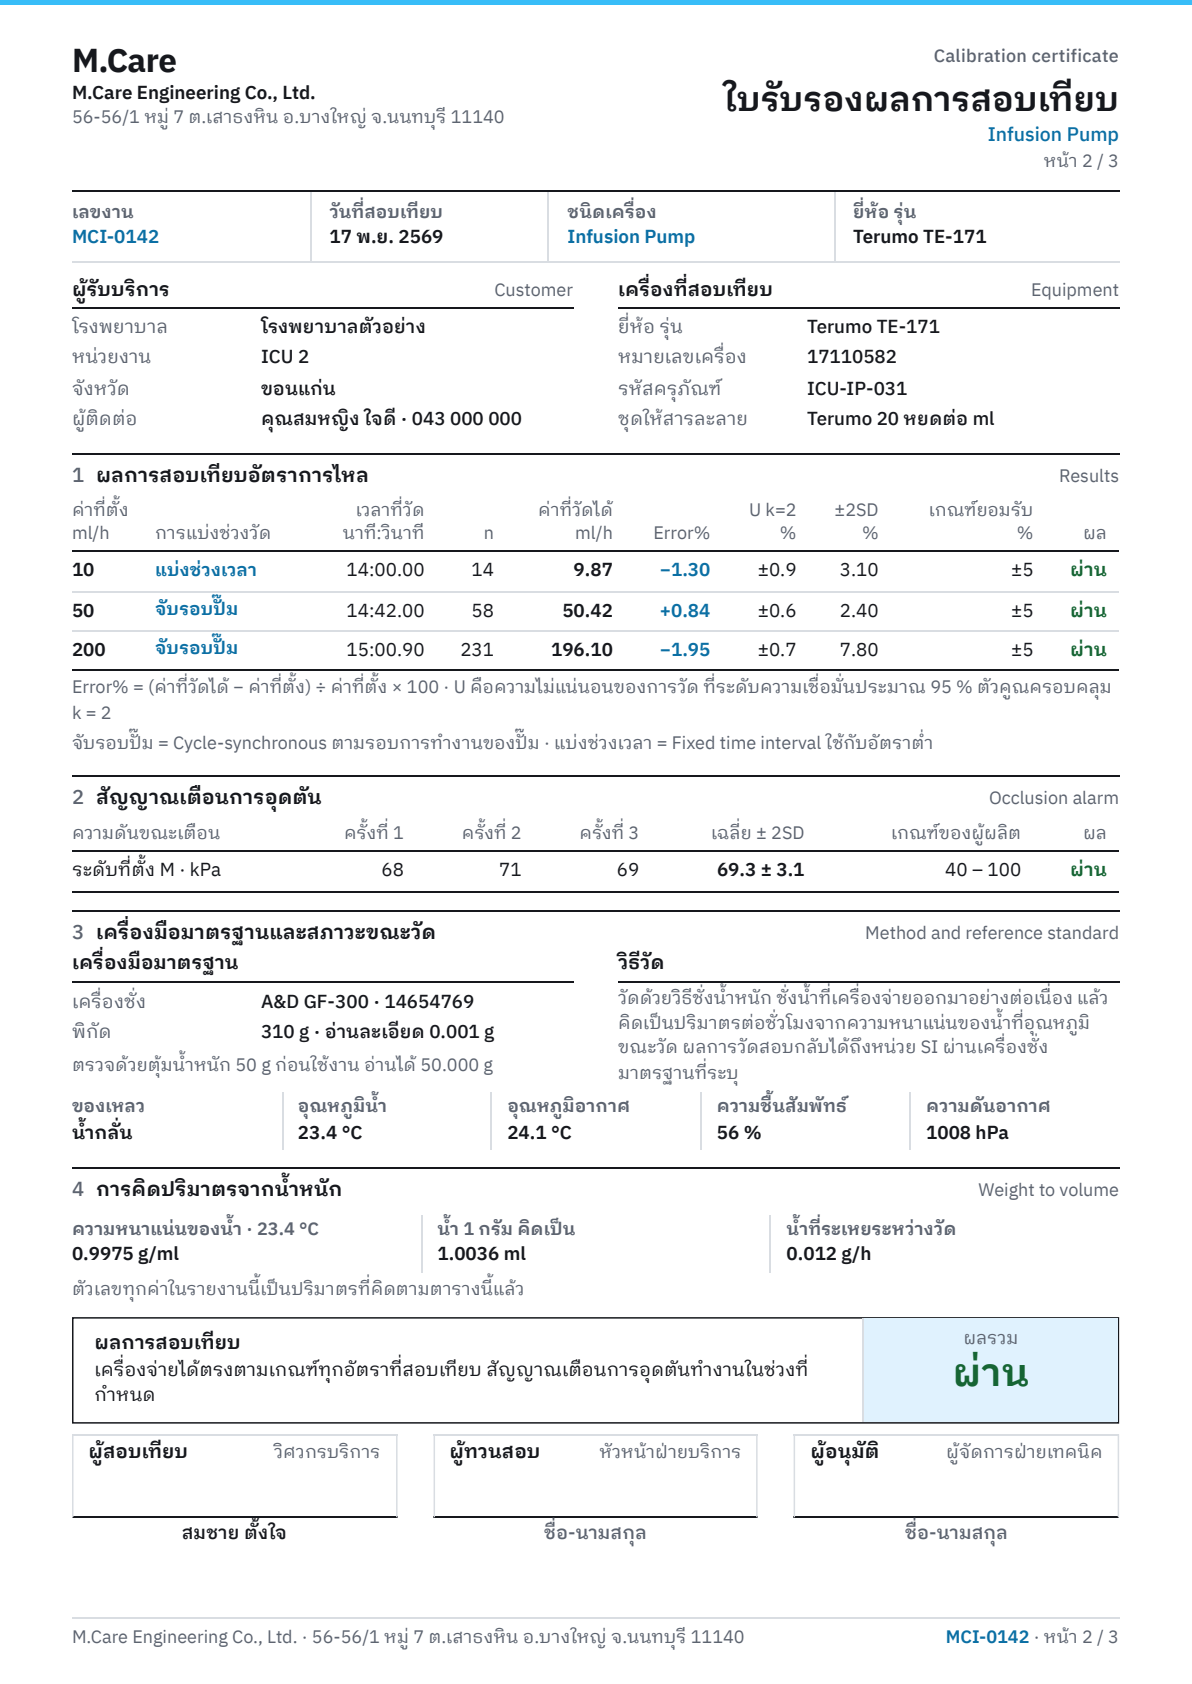 M.Care
M.Care Engineering Co., Ltd.
56-56/1 หมู่ 7 ต.เสาธงหิน อ.บางใหญ่ จ.นนทบุรี 11140
Calibration certificate
ใบรับรองผลการสอบเทียบ
Infusion Pump
หน้า 2 / 3
เลขงาน วันที่สอบเทียบ ชนิดเครื่อง ยี่ห้อ รุ่น
MCI-0142 17 พ.ย. 2569 Infusion Pump Terumo TE-171
ผู้รับบริการ Customer
โรงพยาบาล โรงพยาบาลตัวอย่าง
หน่วยงาน ICU 2
จังหวัด ขอนแก่น
ผู้ติดต่อ คุณสมหญิง ใจดี · 043 000 000
เครื่องที่สอบเทียบ Equipment
ยี่ห้อ รุ่น Terumo TE-171
หมายเลขเครื่อง 17110582
รหัสครุภัณฑ์ ICU-IP-031
ชุดให้สารละลาย Terumo 20 หยดต่อ ml
1 ผลการสอบเทียบอัตราการไหล Results
ค่าที่ตั้ง เวลาที่วัด ค่าที่วัดได้ U k=2 ±2SD เกณฑ์ยอมรับ
ml/h การแบ่งช่วงวัด นาที:วินาที n ml/h Error% % % % ผล
10 แบ่งช่วงเวลา 14:00.00 14 9.87 −1.30 ±0.9 3.10 ±5 ผ่าน
50 จับรอบปั๊ม 14:42.00 58 50.42 +0.84 ±0.6 2.40 ±5 ผ่าน
200 จับรอบปั๊ม 15:00.90 231 196.10 −1.95 ±0.7 7.80 ±5 ผ่าน
Error% = (ค่าที่วัดได้ − ค่าที่ตั้ง) ÷ ค่าที่ตั้ง × 100 · U คือความไม่แน่นอนของการวัด ที่ระดับความเชื่อมั่นประมาณ 95 % ตัวคูณครอบคลุม
k = 2
จับรอบปั๊ม = Cycle-synchronous ตามรอบการทำงานของปั๊ม · แบ่งช่วงเวลา = Fixed time interval ใช้กับอัตราต่ำ
2 สัญญาณเตือนการอุดตัน Occlusion alarm
ความดันขณะเตือน ครั้งที่ 1 ครั้งที่ 2 ครั้งที่ 3 เฉลี่ย ± 2SD เกณฑ์ของผู้ผลิต ผล
ระดับที่ตั้ง M · kPa 68 71 69 69.3 ± 3.1 40 – 100 ผ่าน
3 เครื่องมือมาตรฐานและสภาวะขณะวัด Method and reference standard
เครื่องมือมาตรฐาน
เครื่องชั่ง A&D GF-300 · 14654769
พิกัด 310 g · อ่านละเอียด 0.001 g
ตรวจด้วยตุ้มน้ำหนัก 50 g ก่อนใช้งาน อ่านได้ 50.000 g
วิธีวัด
วัดด้วยวิธีชั่งน้ำหนัก ชั่งน้ำที่เครื่องจ่ายออกมาอย่างต่อเนื่อง แล้ว
คิดเป็นปริมาตรต่อชั่วโมงจากความหนาแน่นของน้ำที่อุณหภูมิ
ขณะวัด ผลการวัดสอบกลับได้ถึงหน่วย SI ผ่านเครื่องชั่ง
มาตรฐานที่ระบุ
ของเหลว อุณหภูมิน้ำ อุณหภูมิอากาศ ความชื้นสัมพัทธ์ ความดันอากาศ
น้ำกลั่น 23.4 °C 24.1 °C 56 % 1008 hPa
4 การคิดปริมาตรจากน้ำหนัก Weight to volume
ความหนาแน่นของน้ำ · 23.4 °C น้ำ 1 กรัม คิดเป็น น้ำที่ระเหยระหว่างวัด
0.9975 g/ml 1.0036 ml 0.012 g/h
ตัวเลขทุกค่าในรายงานนี้เป็นปริมาตรที่คิดตามตารางนี้แล้ว
ผลการสอบเทียบ
เครื่องจ่ายได้ตรงตามเกณฑ์ทุกอัตราที่สอบเทียบ สัญญาณเตือนการอุดตันทำงานในช่วงที่
กำหนด
ผลรวม
ผ่าน
ผู้สอบเทียบ วิศวกรบริการ ผู้ทวนสอบ หัวหน้าฝ่ายบริการ ผู้อนุมัติ ผู้จัดการฝ่ายเทคนิค
สมชาย ตั้งใจ ชื่อ-นามสกุล ชื่อ-นามสกุล
M.Care Engineering Co., Ltd. · 56-56/1 หมู่ 7 ต.เสาธงหิน อ.บางใหญ่ จ.นนทบุรี 11140 MCI-0142 · หน้า 2 / 3